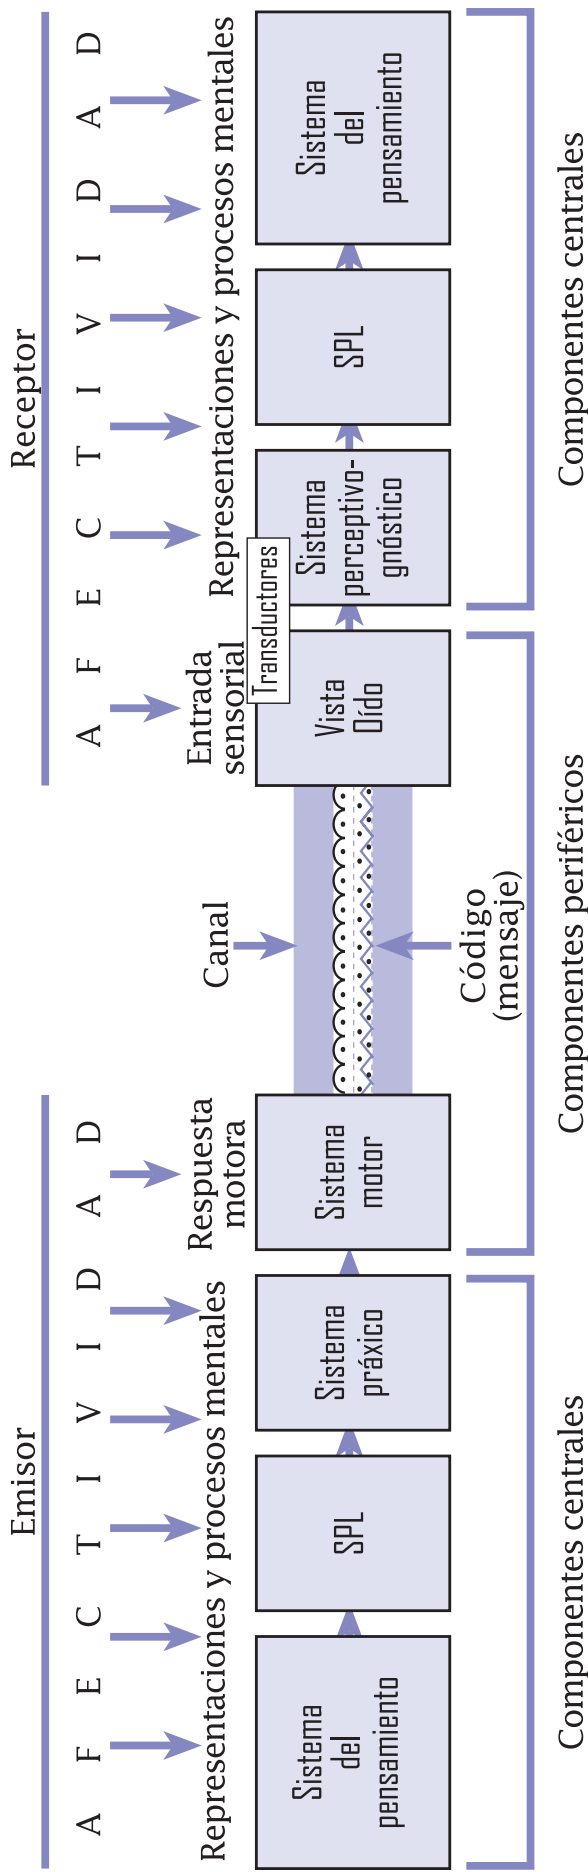 Emisor
Receptor
A F E C T I V I D A D
A F E C T I V I D A D
Representaciones y procesos mentales
Respuesta
motora
Canal
Entrada
sensorial
Representaciones y procesos mentales
Transductores
Sistema
del
pensamiento
SPL
Sistema
práxico
Sistema
motor
Vista
Oído
Sistema
perceptivo-
gnóstico
SPL
Sistema
del
pensamiento
Código
(mensaje)
Componentes centrales
Componentes periféricos
Componentes centrales